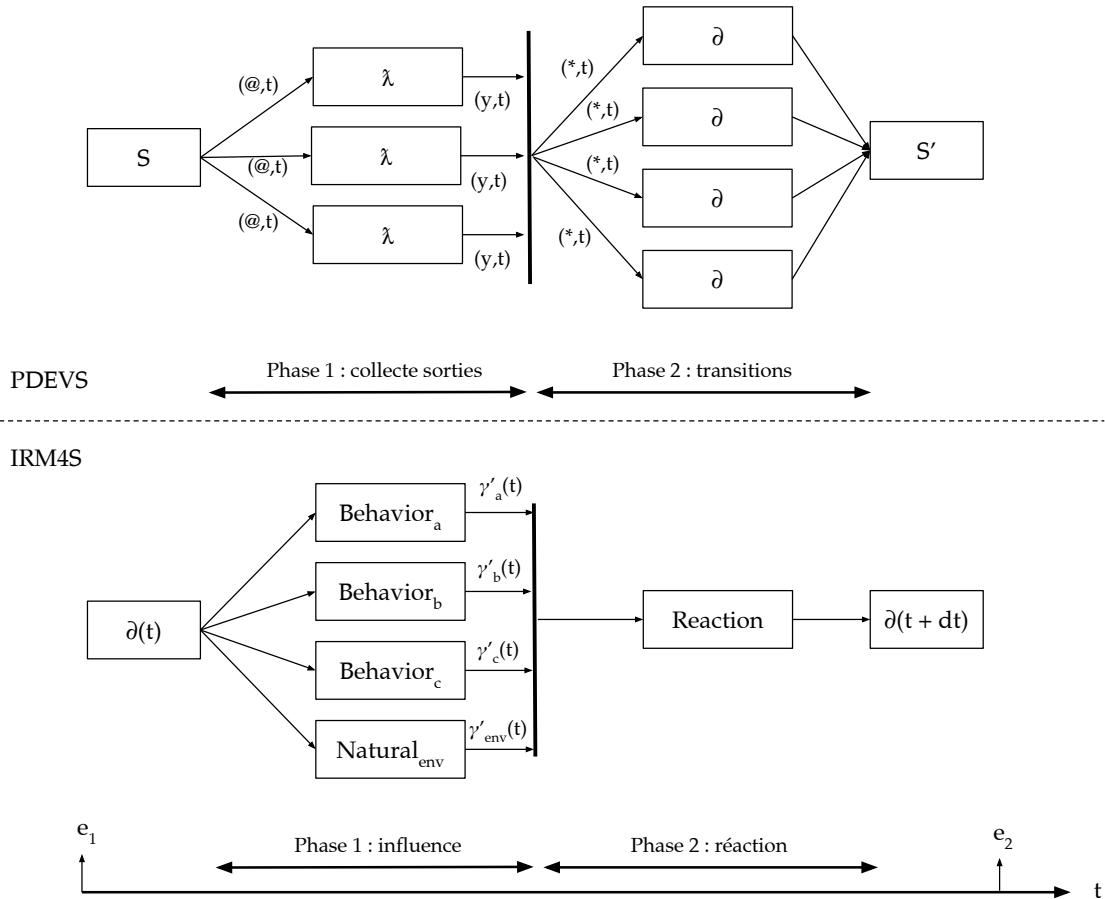 ∂
(*,t)
(@,t)
ƛ̃
(y,t)
(*,t)
∂
S
(@,t)
ƛ̃
(y,t)
S′
(*,t)
∂
(@,t)
ƛ̃
(y,t)
(*,t)
∂
PDEVS
Phase 1 : collecte sorties
Phase 2 : transitions
IRM4S
Behavior_a
γ′_a(t)
Behavior_b
γ′_b(t)
∂(t)
Reaction
∂(t + dt)
Behavior_c
γ′_c(t)
Natural_env
γ′_env(t)
e_1
Phase 1 : influence
Phase 2 : réaction
e_2
t